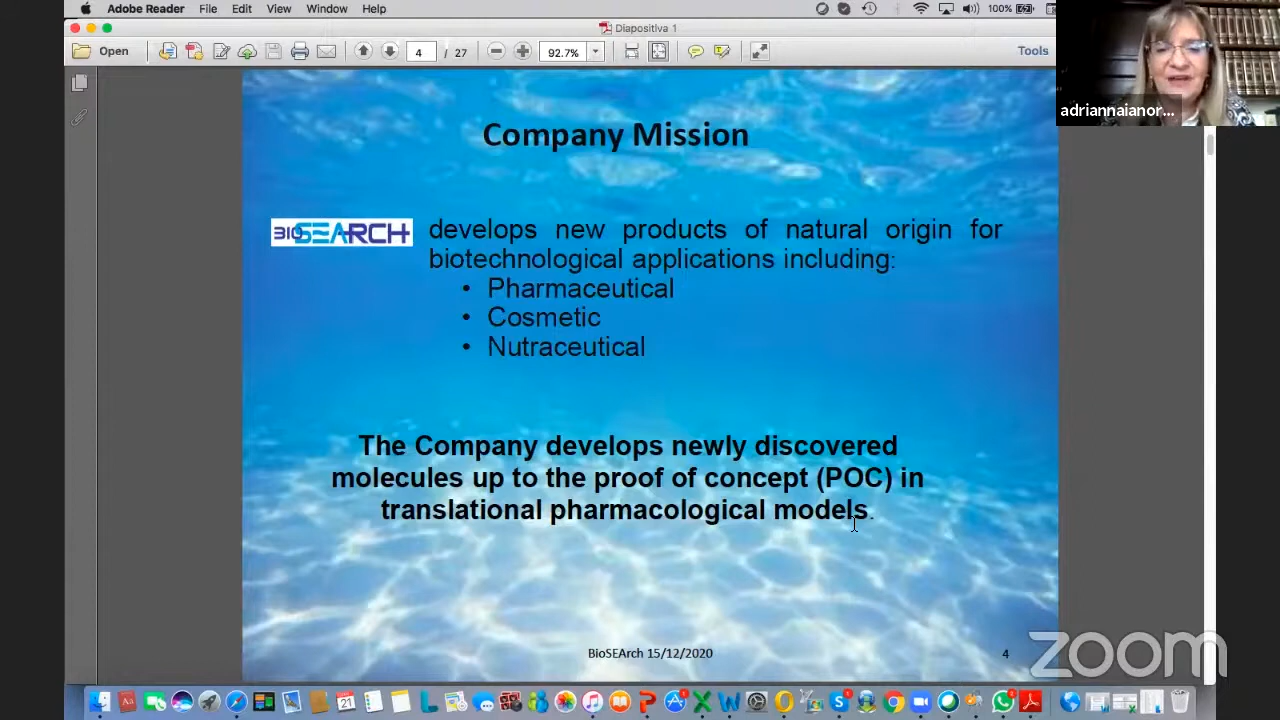 Adobe Reader File Edit View Window Help 100%
Diapositiva 1
Open 4 / 27 92.7% Tools
adriannaianor...
Company Mission
BIOSEARCH develops new products of natural origin for
biotechnological applications including:
• Pharmaceutical
• Cosmetic
• Nutraceutical
The Company develops newly discovered
molecules up to the proof of concept (POC) in
translational pharmacological models.
BioSEArch 15/12/2020 4
zoom
21